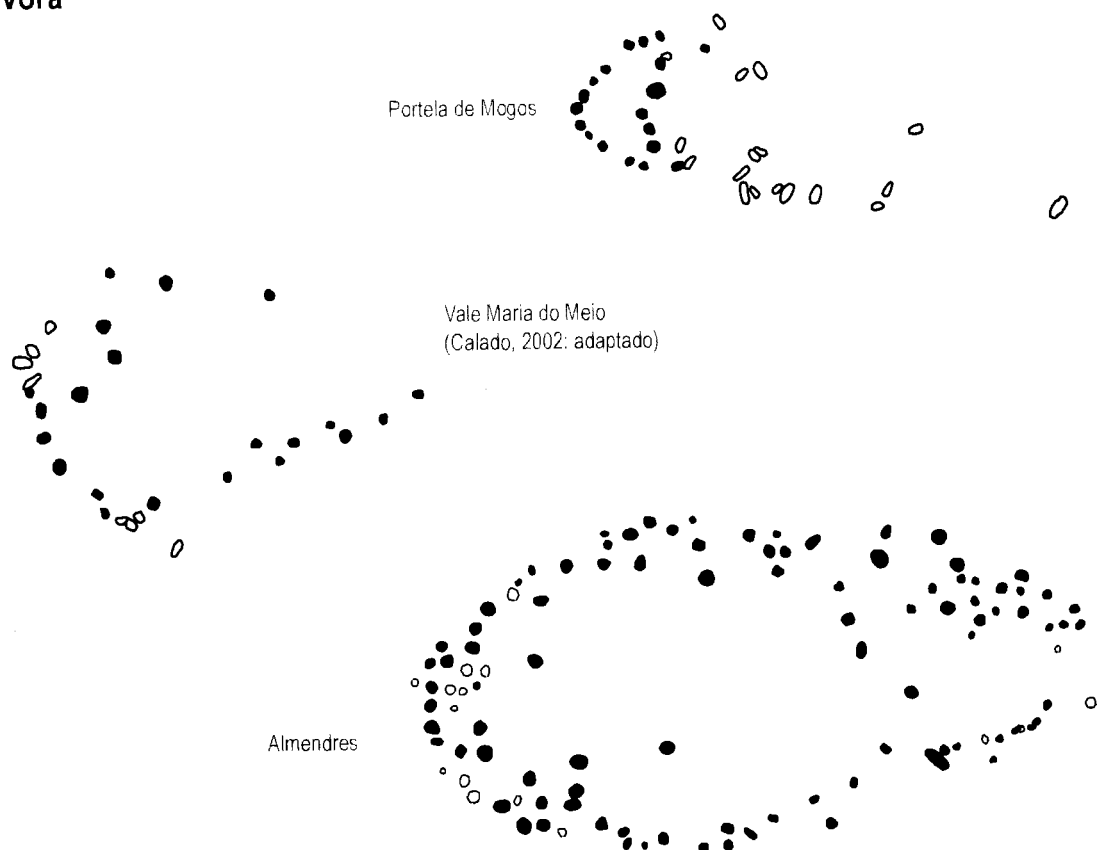 vora
Portela de Mogos
Vale Maria do Meio
(Calado, 2002: adaptado)
Almendres